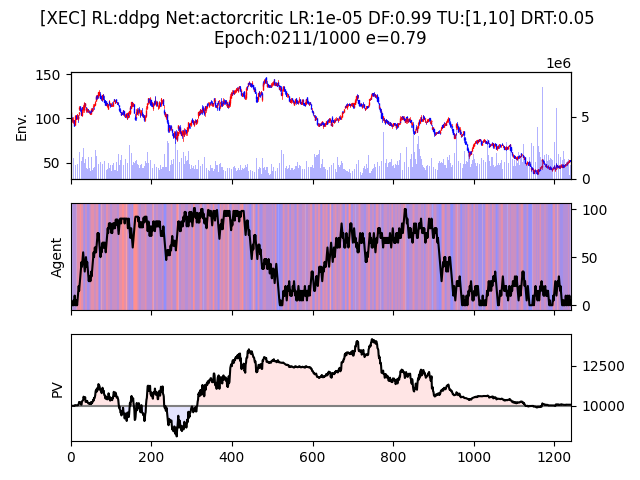 [XEC] RL:ddpg Net:actorcritic LR:1e-05 DF:0.99 TU:[1,10] DRT:0.05
Epoch:0211/1000 e=0.79
1e6
150
100
50
Env.
5
0
Agent
100
50
0
PV
12500
10000
0 200 400 600 800 1000 1200